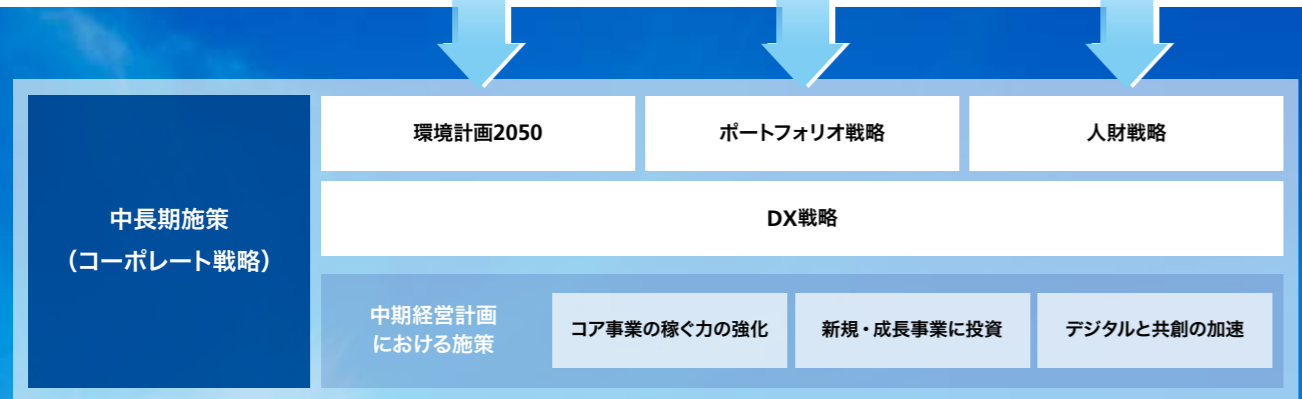 環境計画2050
ポートフォリオ戦略
人財戦略
中長期施策
（コーポレート戦略）
DX戦略
中期経営計画
における施策
コア事業の稼ぐ力の強化
新規・成長事業に投資
デジタルと共創の加速